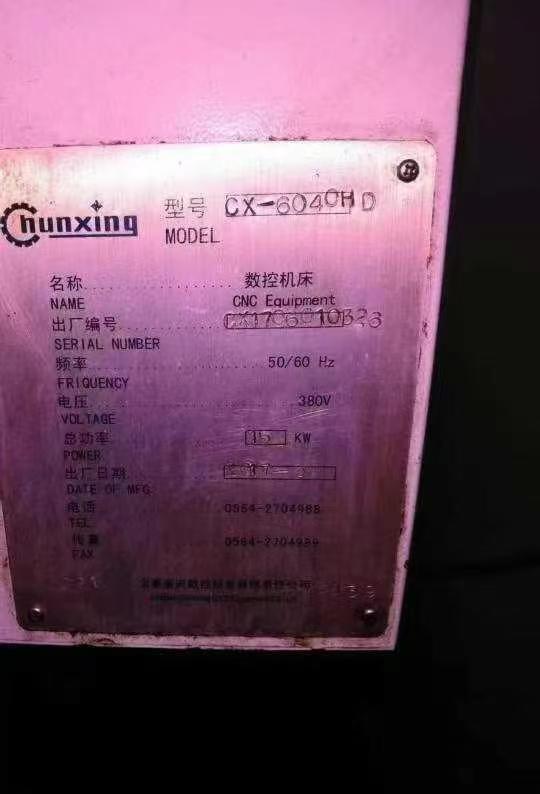 Chunxing
型号 CX-6040HD
MODEL
名称 数控机床
NAME CNC Equipment
出厂编号
SERIAL NUMBER
频率 50/60 Hz
FRIQUENCY
电压 380V
VOLTAGE
总功率 15 KW
POWER
出厂日期
DATE OF MFG
电话 0564-2704988
TEL
传真 0564-2704989
FAX